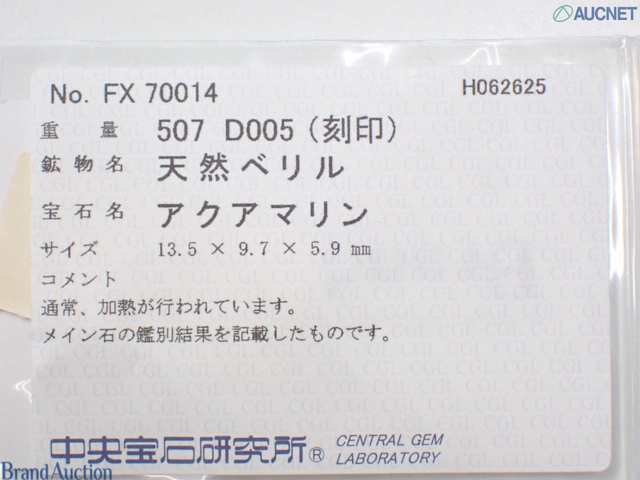 AUCNET
No. FX 70014
H062625
重量 507 D005 (刻印)
鉱物名 天然ベリル
宝石名 アクアマリン
サイズ 13.5 × 9.7 × 5.9 mm
コメント
通常、加熱が行われています。
メイン石の鑑別結果を記載したものです。
中央宝石研究所® CENTRAL GEM LABORATORY
Brand Auction